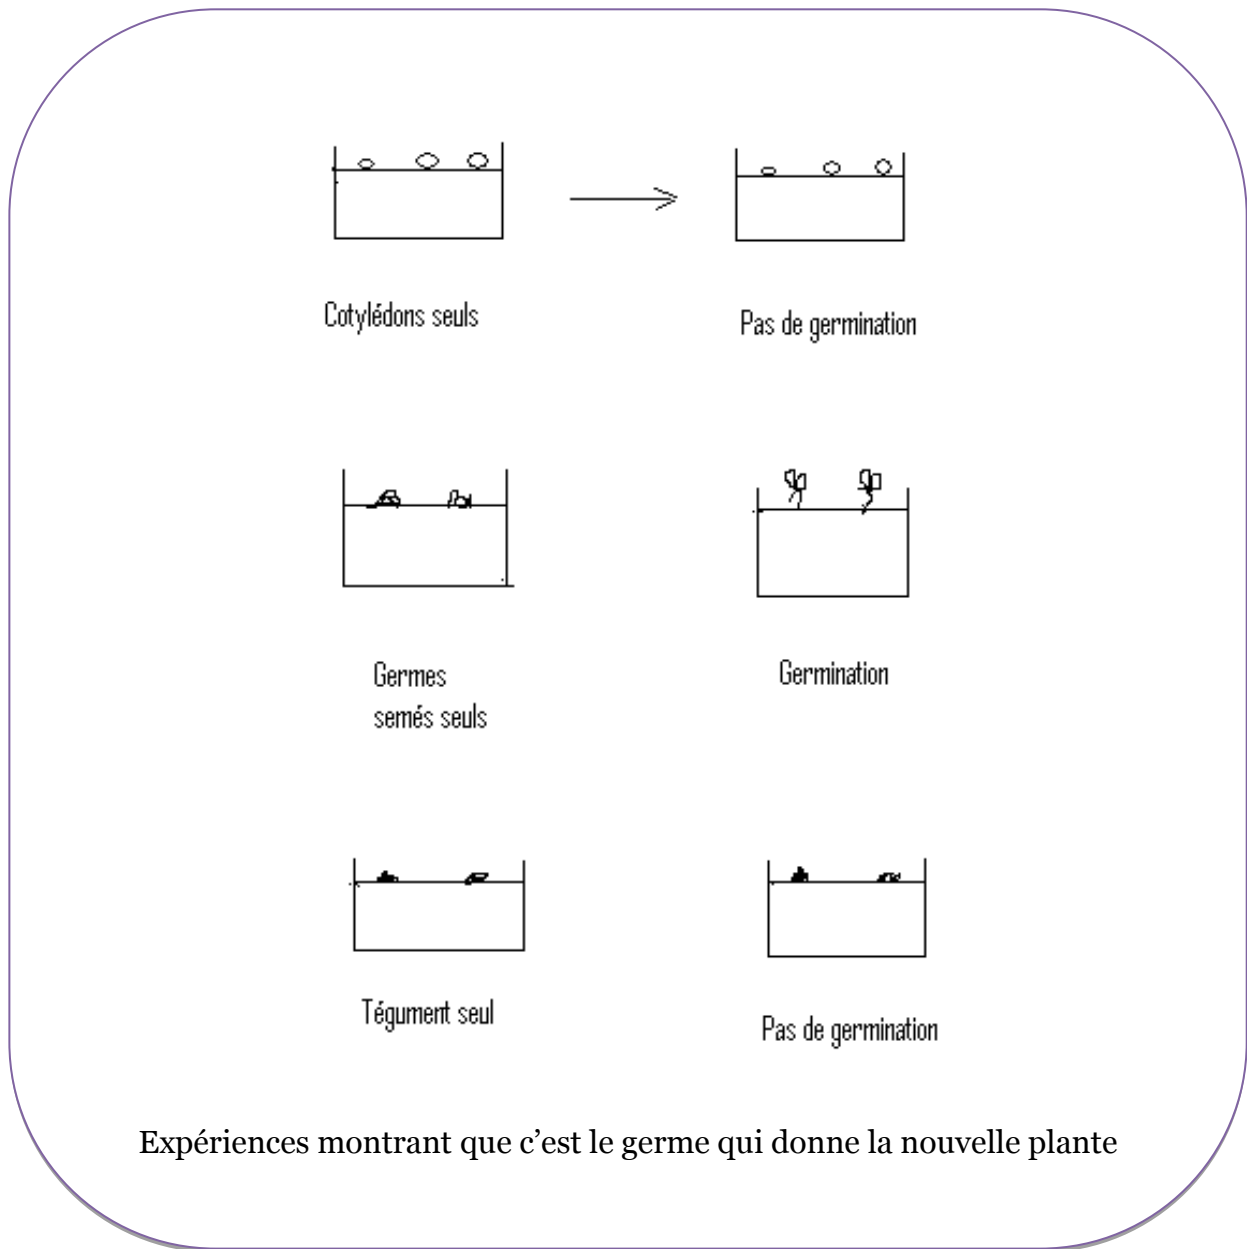 Cotylédons seuls
Pas de germination
Germes
semés seuls
Germination
Tégument seul
Pas de germination
Expériences montrant que c’est le germe qui donne la nouvelle plante